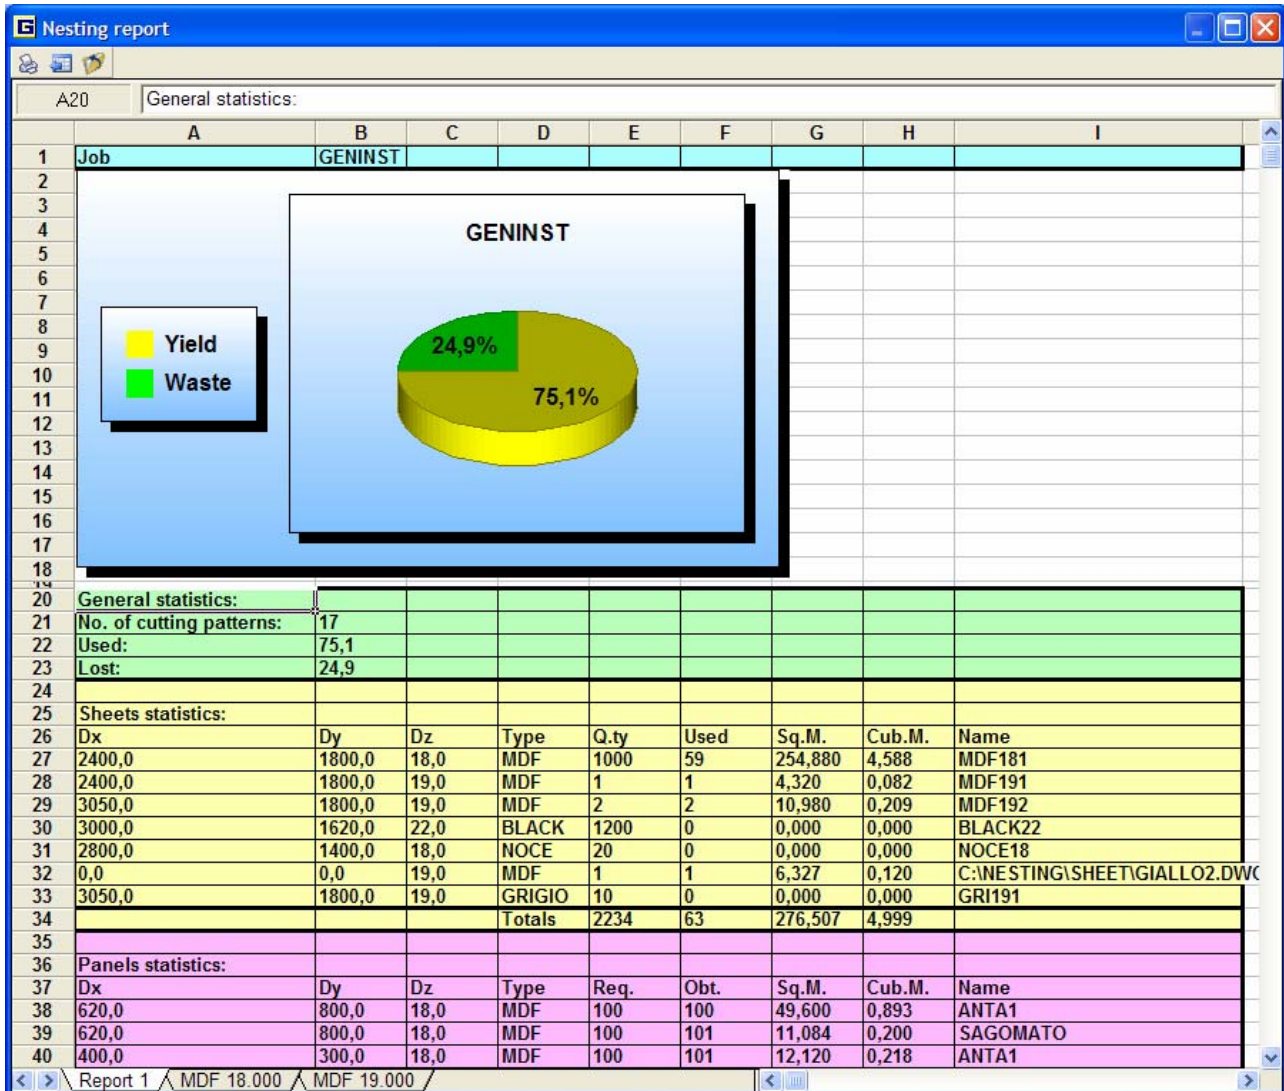 Nesting report
A20 General statistics:
A B C D E F G H I
1 Job GENINST
2
3
4 GENINST
5
6
7
8
9 Yield 24,9%
10 Waste
11 75,1%
12
13
14
15
16
17
18
19
20 General statistics:
21 No. of cutting patterns: 17
22 Used: 75,1
23 Lost: 24,9
24
25 Sheets statistics:
26 Dx Dy Dz Type Q.ty Used Sq.M. Cub.M. Name
27 2400,0 1800,0 18,0 MDF 1000 59 254,880 4,588 MDF181
28 2400,0 1800,0 19,0 MDF 1 1 4,320 0,082 MDF191
29 3050,0 1800,0 19,0 MDF 2 2 10,980 0,209 MDF192
30 3000,0 1620,0 22,0 BLACK 1200 0 0,000 0,000 BLACK22
31 2800,0 1400,0 18,0 NOCE 20 0 0,000 0,000 NOCE18
32 0,0 0,0 19,0 MDF 1 1 6,327 0,120 C:\NESTING\SHEET\GIALLO2.DWG
33 3050,0 1800,0 19,0 GRIGIO 10 0 0,000 0,000 GRI191
34 Totals 2234 63 276,507 4,999
35
36 Panels statistics:
37 Dx Dy Dz Type Req. Obt. Sq.M. Cub.M. Name
38 620,0 800,0 18,0 MDF 100 100 49,600 0,893 ANTA1
39 620,0 800,0 18,0 MDF 100 101 11,084 0,200 SAGOMATO
40 400,0 300,0 18,0 MDF 100 101 12,120 0,218 ANTA1
Report 1 MDF 18.000 MDF 19.000